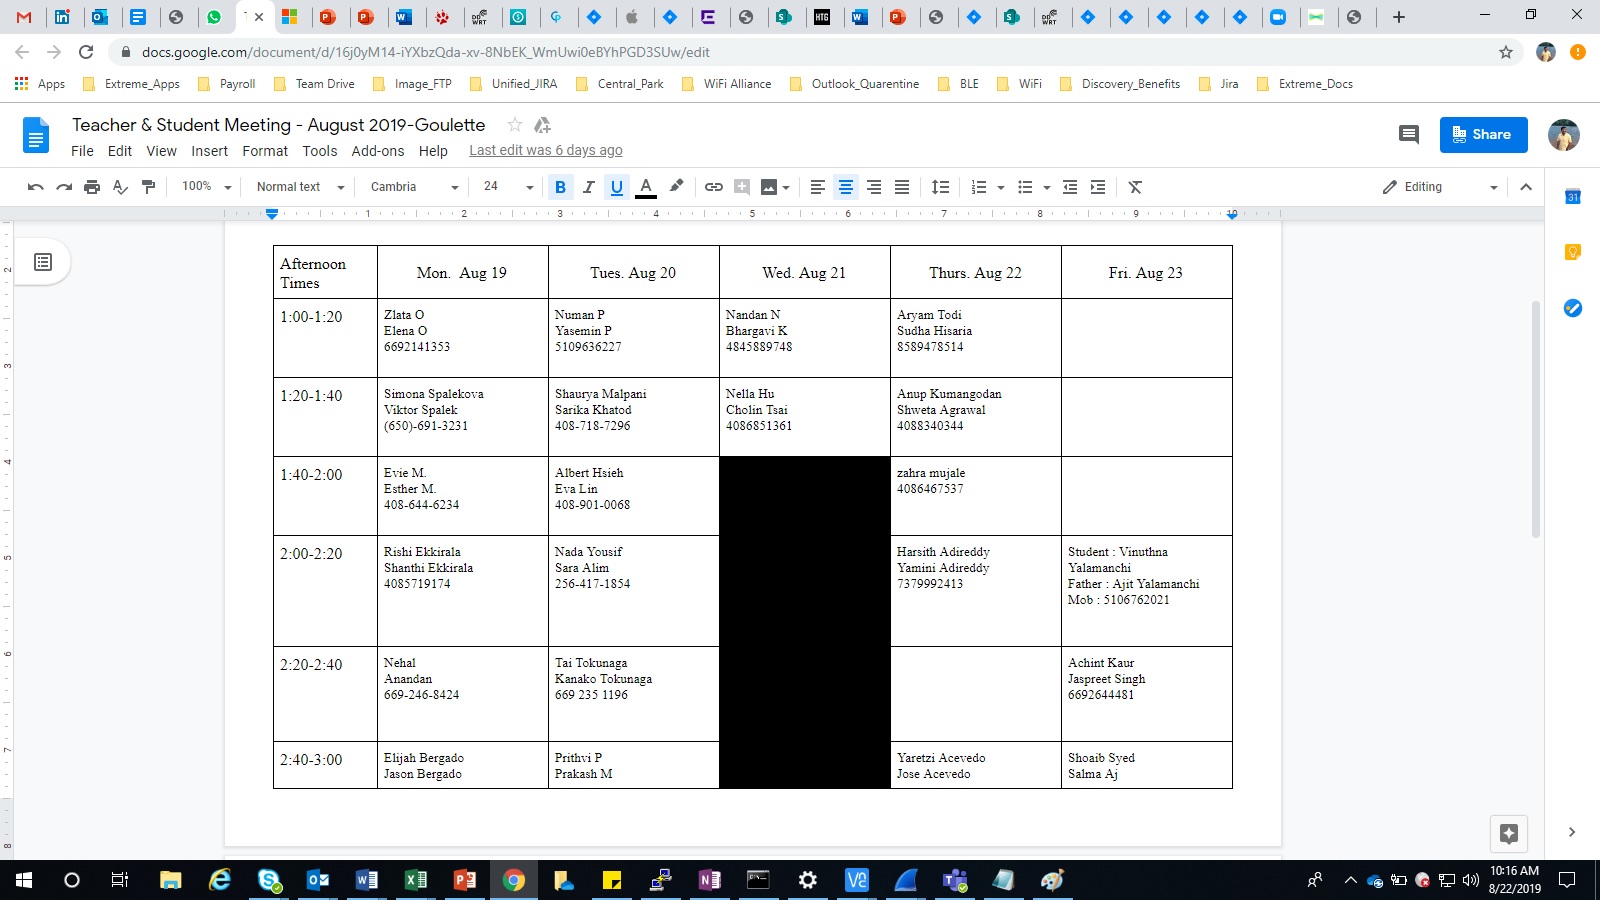 docs.google.com/document/d/16j0yM14-iYXbzQda-xv-8NbEK_WmUwi0eBYhPGD3SUw/edit
Apps Extreme_Apps Payroll Team Drive Image_FTP Unified_JIRA Central_Park WiFi Alliance Outlook_Quarentine BLE WiFi Discovery_Benefits Jira Extreme_Docs
Teacher & Student Meeting - August 2019-Goulette
Share
File Edit View Insert Format Tools Add-ons Help Last edit was 6 days ago
100% Normal text Cambria 24 B I U A Editing
1 2 3 4 5 6 7 8 9 10
Afternoon Times
Mon. Aug 19
Tues. Aug 20
Wed. Aug 21
Thurs. Aug 22
Fri. Aug 23
1:00-1:20
Zlata O
Elena O
6692141353
Numan P
Yasemin P
5109636227
Nandan N
Bhargavi K
4845889748
Aryam Todi
Sudha Hisaria
8589478514
1:20-1:40
Simona Spalekova
Viktor Spalek
(650)-691-3231
Shaurya Malpani
Sarika Khatod
408-718-7296
Nella Hu
Cholin Tsai
4086851361
Anup Kumangodan
Shweta Agrawal
4088340344
1:40-2:00
Evie M.
Esther M.
408-644-6234
Albert Hsieh
Eva Lin
408-901-0068
zahra mujale
4086467537
2:00-2:20
Rishi Ekkirala
Shanthi Ekkirala
4085719174
Nada Yousif
Sara Alim
256-417-1854
Harsith Adireddy
Yamini Adireddy
7379992413
Student : Vinuthna
Yalamanchi
Father : Ajit Yalamanchi
Mob : 5106762021
2:20-2:40
Nehal
Anandan
669-246-8424
Tai Tokunaga
Kanako Tokunaga
669 235 1196
Achint Kaur
Jaspreet Singh
6692644481
2:40-3:00
Elijah Bergado
Jason Bergado
Prithvi P
Prakash M
Yaretzi Acevedo
Jose Acevedo
Shoaib Syed
Salma Aj
10:16 AM
8/22/2019